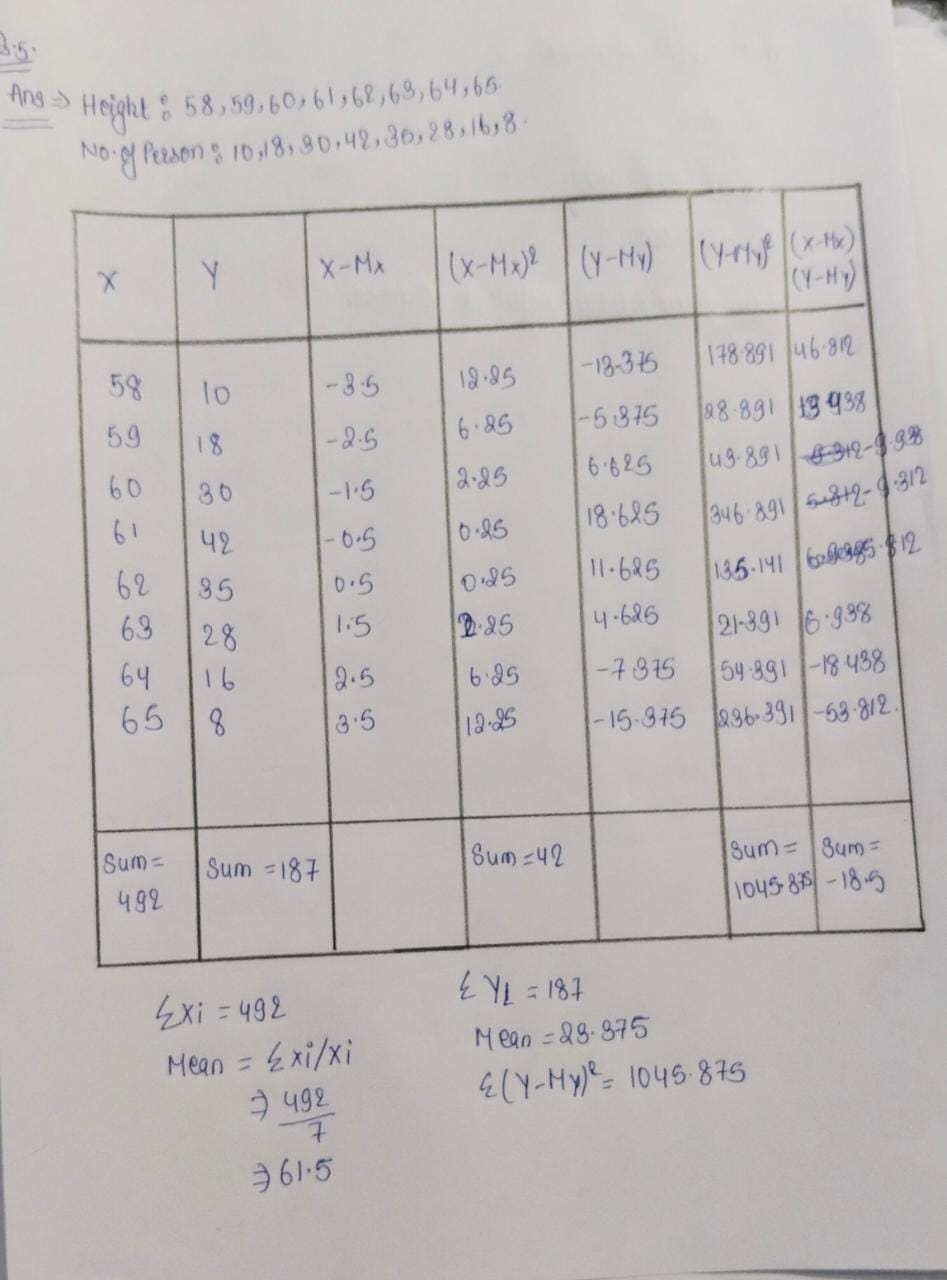 3.5.
Ans ⇒ Height : 58, 59, 60, 61, 62, 63, 64, 65.
No. of Person : 10, 18, 30, 42, 35, 28, 16, 8.
X Y X-Mx (X-Mx)² (Y-My) (Y-My)² (X-Mx) (Y-My)
58 10 -3.5 12.25 -13.375 178.891 46.812
59 18 -2.5 6.25 -5.375 28.891 13.438
60 30 -1.5 2.25 6.625 43.891 -9.938
61 42 -0.5 0.25 18.625 346.891 -9.312
62 35 0.5 0.25 11.625 135.141 5.812
63 28 1.5 2.25 4.625 21.391 6.938
64 16 2.5 6.25 -7.375 54.391 -18.438
65 8 3.5 12.25 -15.375 236.391 -53.812.
Sum = 492 Sum = 187 Sum = 42 Sum = 1045.875 Sum = -18.5
Σxi = 492
Mean = Σxi/xi
⇒ 492
7
⇒ 61.5
ΣYi = 187
Mean = 23.375
Σ(Y-My)² = 1045.875